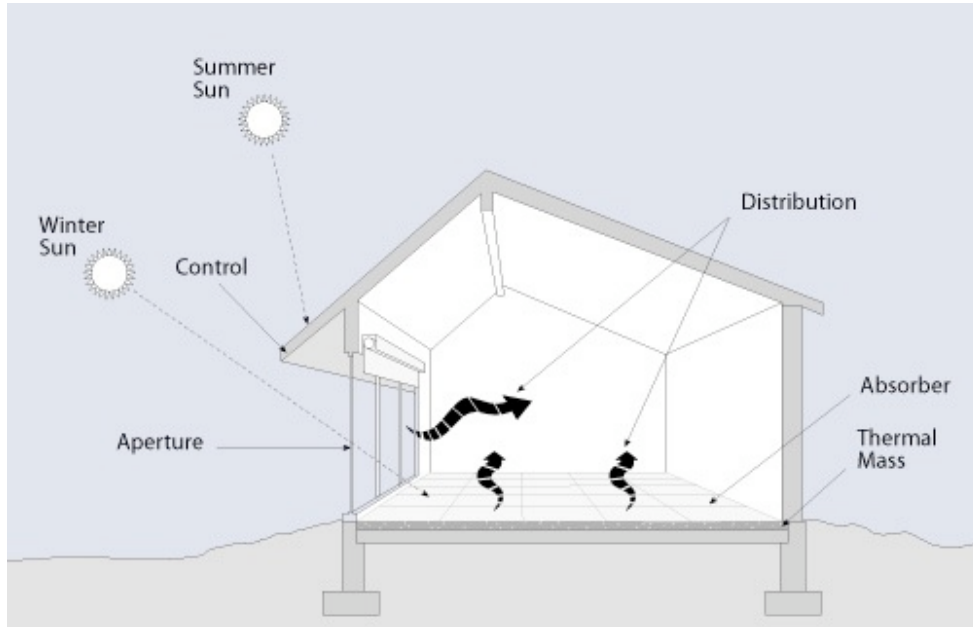 Summer
Sun
Winter
Sun
Control
Distribution
Aperture
Absorber
Thermal
Mass